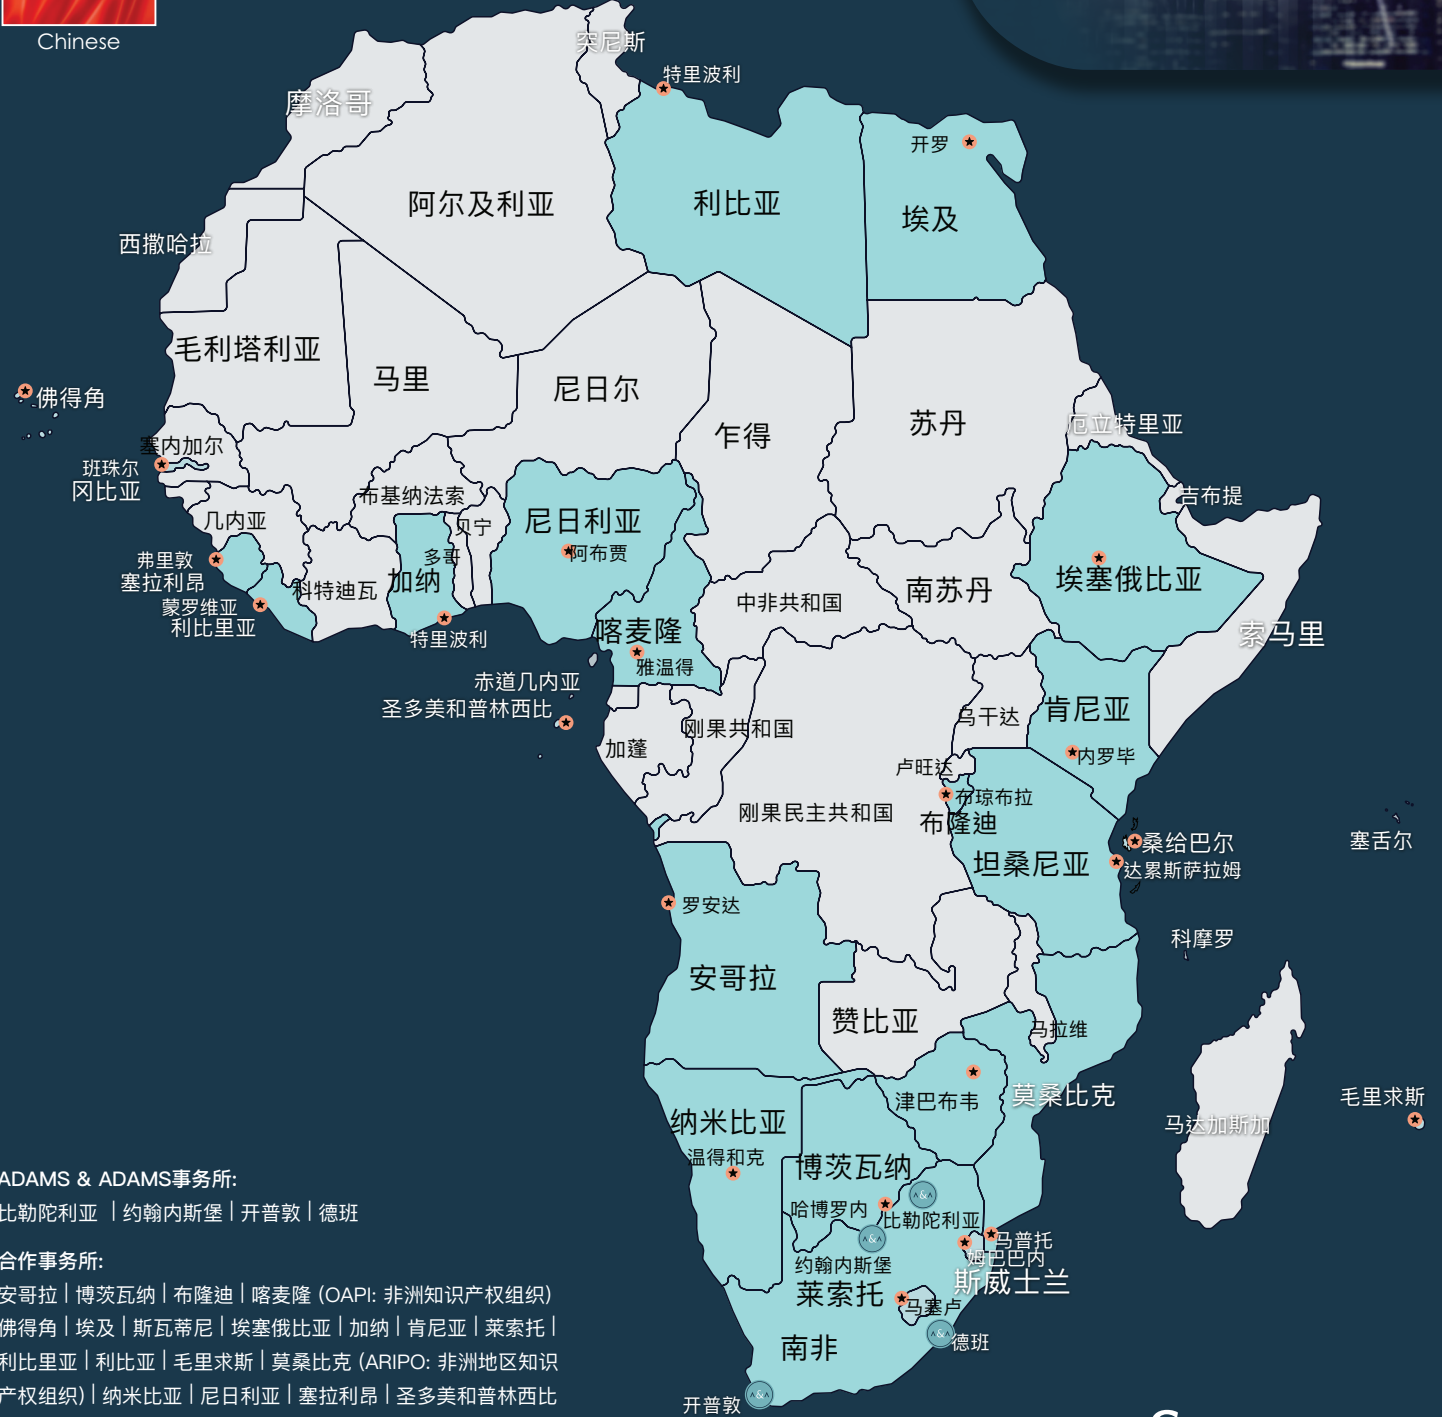 Chinese
突尼斯
特里波利
摩洛哥
开罗
阿尔及利亚
利比亚
埃及
西撒哈拉
毛利塔利亚
马里
尼日尔
佛得角
乍得
苏丹
厄立特里亚
塞内加尔
班珠尔
冈比亚
布基纳法索
吉布提
几内亚
贝宁
尼日利亚
阿布贾
多哥
弗里敦
塞拉利昂
科特迪瓦
加纳
埃塞俄比亚
南苏丹
中非共和国
蒙罗维亚
利比里亚
特里波利
喀麦隆
雅温得
索马里
赤道几内亚
圣多美和普林西比
乌干达
肯尼亚
刚果共和国
加蓬
内罗毕
卢旺达
布琼布拉
刚果民主共和国
布隆迪
桑给巴尔
塞舌尔
坦桑尼亚
达累斯萨拉姆
罗安达
科摩罗
安哥拉
赞比亚
马拉维
津巴布韦
莫桑比克
毛里求斯
纳米比亚
马达加斯加
温得和克
博茨瓦纳
哈博罗内
比勒陀利亚
马普托
姆巴巴内
约翰内斯堡
斯威士兰
莱索托
马塞卢
德班
南非
开普敦
ADAMS & ADAMS事务所:
比勒陀利亚 | 约翰内斯堡 | 开普敦 | 德班
合作事务所:
安哥拉 | 博茨瓦纳 | 布隆迪 | 喀麦隆 (OAPI: 非洲知识产权组织)
佛得角 | 埃及 | 斯瓦蒂尼 | 埃塞俄比亚 | 加纳 | 肯尼亚 | 莱索托 |
利比里亚 | 利比亚 | 毛里求斯 | 莫桑比克 (ARIPO: 非洲地区知识
产权组织) | 纳米比亚 | 尼日利亚 | 塞拉利昂 | 圣多美和普林西比